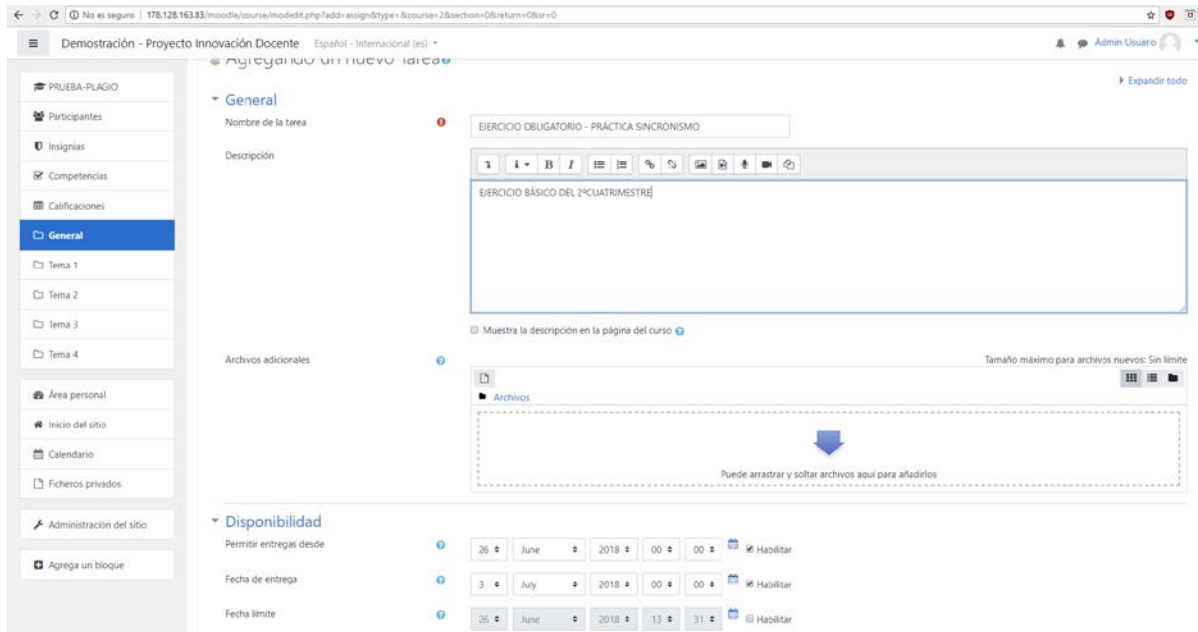 No es seguro | 178.128.163.83/moodle/course/modedit.php?add=assign&type=&course=2&section=0&return=0&sr=0
Demostración - Proyecto Innovación Docente Español - Internacional (es) Admin Usuario
Agregando un nuevo Tarea
Expandir todo
PRUEBA-PLAGIO
Participantes
Insignias
Competencias
Calificaciones
General
Tema 1
Tema 2
Tema 3
Tema 4
Área personal
Inicio del sitio
Calendario
Ficheros privados
Administración del sitio
Agrega un bloque
General
Nombre de la tarea EJERCICIO OBLIGATORIO - PRÁCTICA SINCRONISMO
Descripción
B I
EJERCICIO BÁSICO DEL 2ºCUATRIMESTRE
Muestra la descripción en la página del curso
Archivos adicionales Tamaño máximo para archivos nuevos: Sin límite
Archivos
Puede arrastrar y soltar archivos aquí para añadirlos
Disponibilidad
Permitir entregas desde 26 June 2018 00 00 Habilitar
Fecha de entrega 3 July 2018 00 00 Habilitar
Fecha límite 26 June 2018 13 31 Habilitar